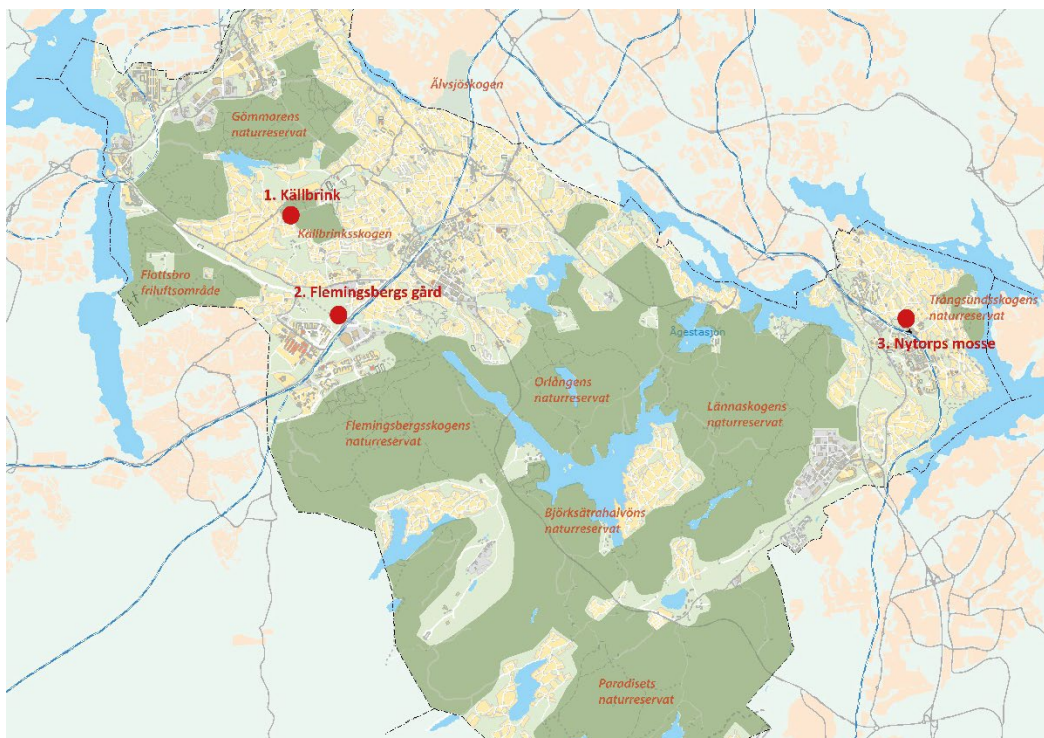 Älvsjöskogen
Gömmarens
naturreservat
1. Källbrink
Källbrinksskogen
Flottsbro
friluftsområde
2. Flemingsbergs gård
Trångsundsskogens
naturreservat
Ågestasjön
3. Nytorps mosse
Orlångens
naturreservat
Lännaskogens
naturreservat
Flemingsbergsskogens
naturreservat
Björksätrahalvöns
naturreservat
Paradisets
naturreservat